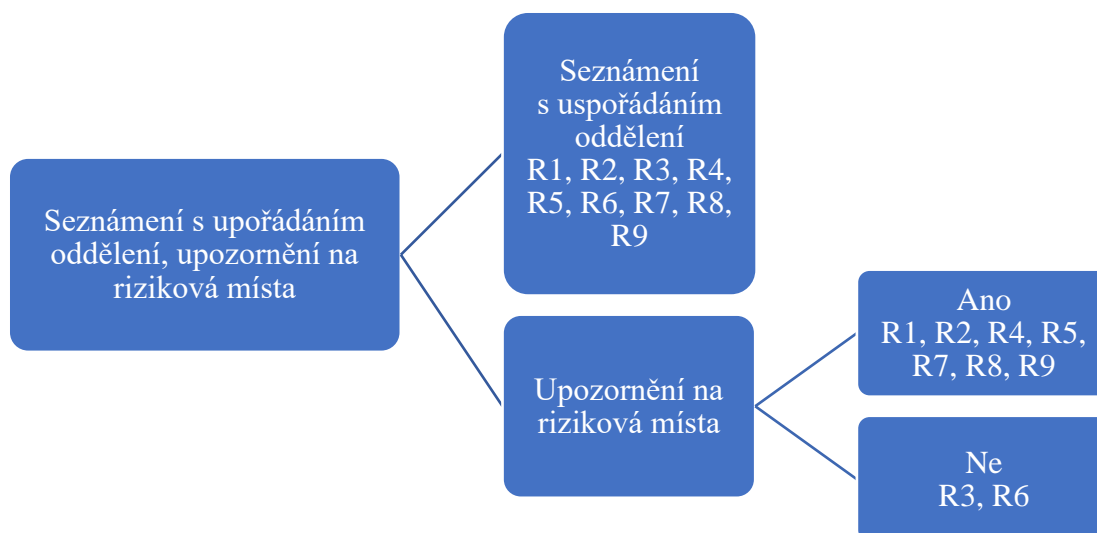 Seznámení s upořádáním
oddělení, upozornění na
riziková místa
Seznámení
s uspořádáním
oddělení
R1, R2, R3, R4,
R5, R6, R7, R8,
R9
Upozornění na
riziková místa
Ano
R1, R2, R4, R5,
R7, R8, R9
Ne
R3, R6